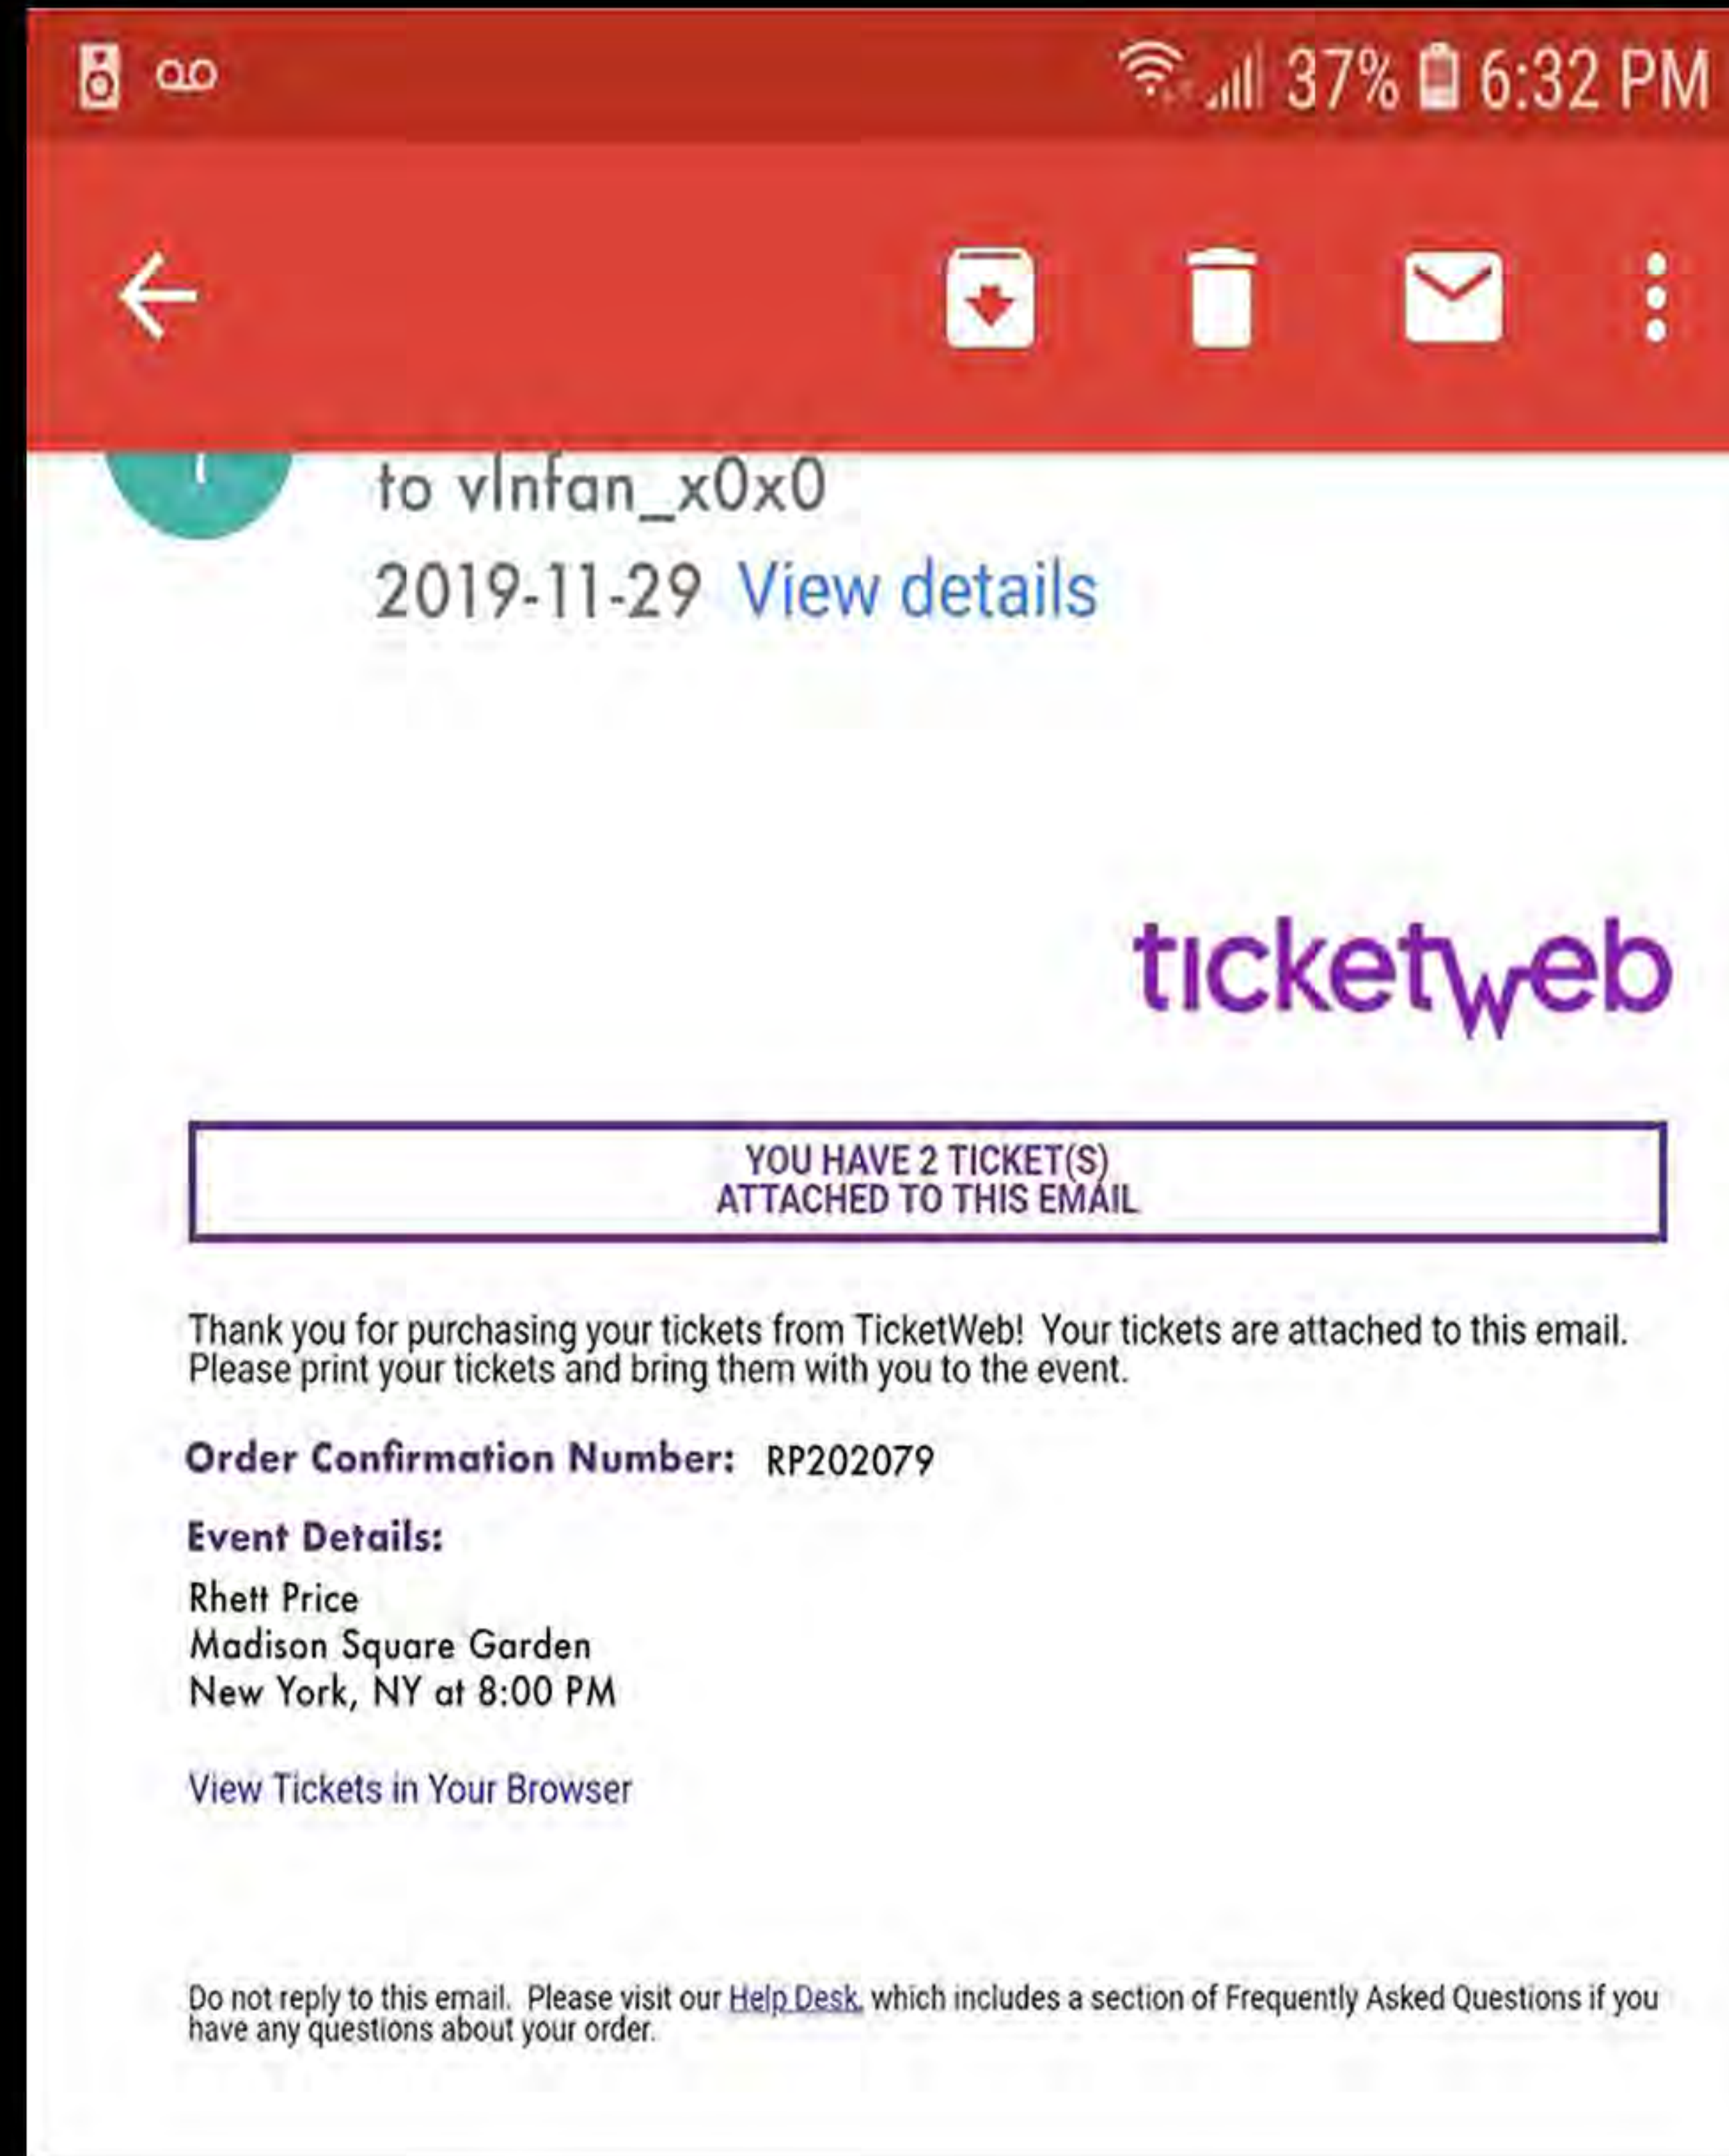 37% 6:32 PM
to vlnfan_x0x0
2019-11-29 View details
ticketweb
YOU HAVE 2 TICKET(S)
ATTACHED TO THIS EMAIL
Thank you for purchasing your tickets from TicketWeb! Your tickets are attached to this email.
Please print your tickets and bring them with you to the event.
Order Confirmation Number: RP202079
Event Details:
Rhett Price
Madison Square Garden
New York, NY at 8:00 PM
View Tickets in Your Browser
Do not reply to this email. Please visit our Help Desk, which includes a section of Frequently Asked Questions if you
have any questions about your order.